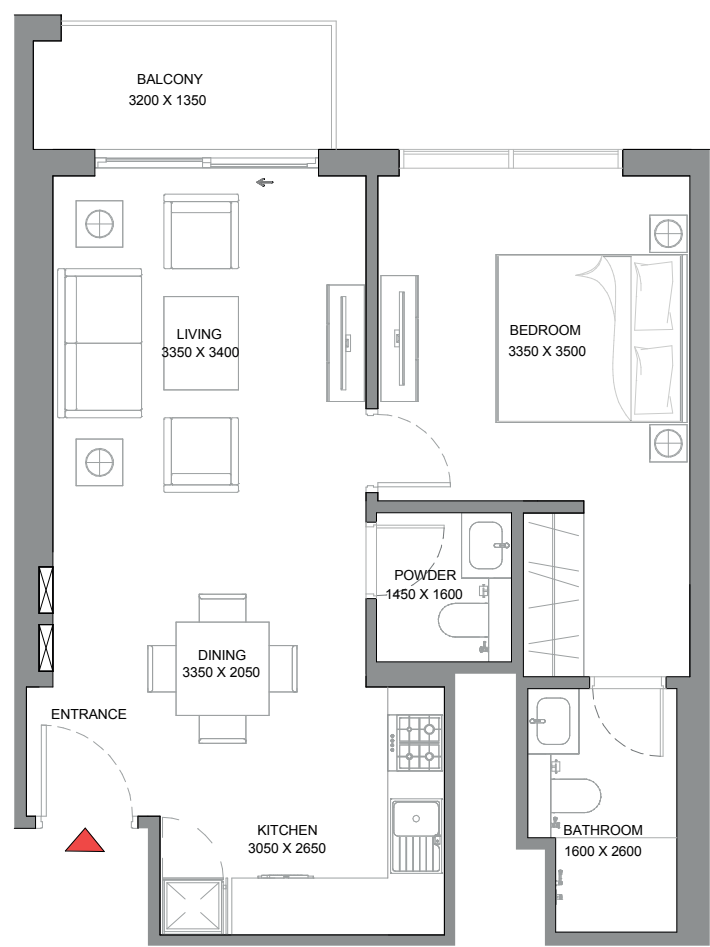 BALCONY
3200 X 1350
LIVING
3350 X 3400
BEDROOM
3350 X 3500
POWDER
1450 X 1600
DINING
3350 X 2050
ENTRANCE
KITCHEN
3050 X 2650
BATHROOM
1600 X 2600